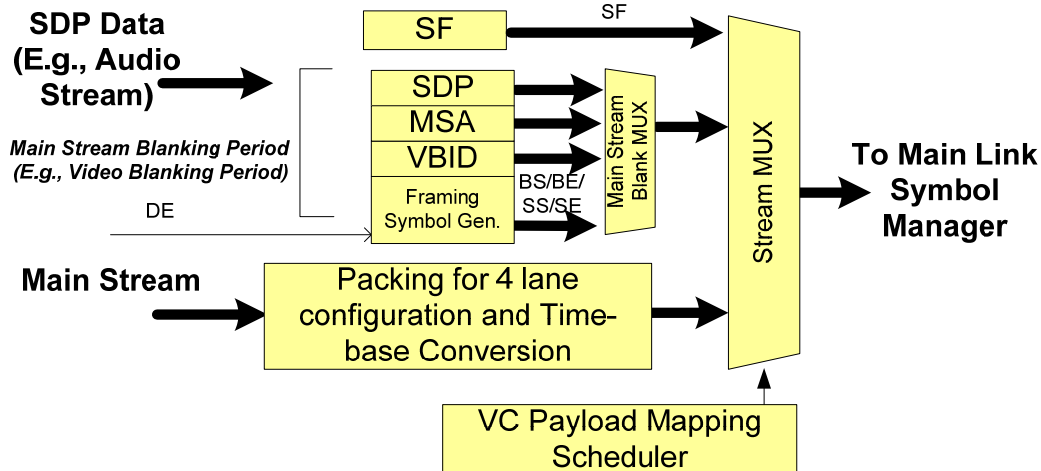 SDP Data
(E.g., Audio
Stream)
SF
SF
SDP
MSA
VBID
Framing
Symbol Gen.
Main Stream Blanking Period
(E.g., Video Blanking Period)
DE
BS/BE/
SS/SE
Main Stream
Blank MUX
Stream MUX
To Main Link
Symbol
Manager
Main Stream
Packing for 4 lane
configuration and Time-
base Conversion
VC Payload Mapping
Scheduler